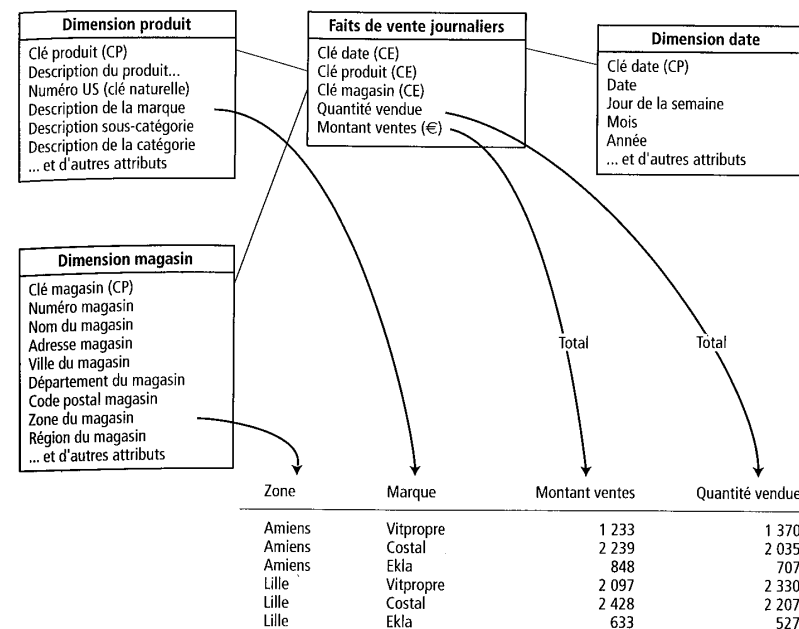 Dimension produit
Clé produit (CP)
Description du produit...
Numéro US (clé naturelle)
Description de la marque
Description sous-catégorie
Description de la catégorie
... et d'autres attributs
Faits de vente journaliers
Clé date (CE)
Clé produit (CE)
Clé magasin (CE)
Quantité vendue
Montant ventes (€)
Dimension date
Clé date (CP)
Date
Jour de la semaine
Mois
Année
... et d'autres attributs
Dimension magasin
Clé magasin (CP)
Numéro magasin
Nom du magasin
Adresse magasin
Ville du magasin
Département du magasin
Code postal magasin
Zone du magasin
Région du magasin
... et d'autres attributs
Total Total
Zone Marque Montant ventes Quantité vendue
Amiens Vitpropre 1 233 1 370
Amiens Costal 2 239 2 035
Amiens Ekla 848 707
Lille Vitpropre 2 097 2 330
Lille Costal 2 428 2 207
Lille Ekla 633 527